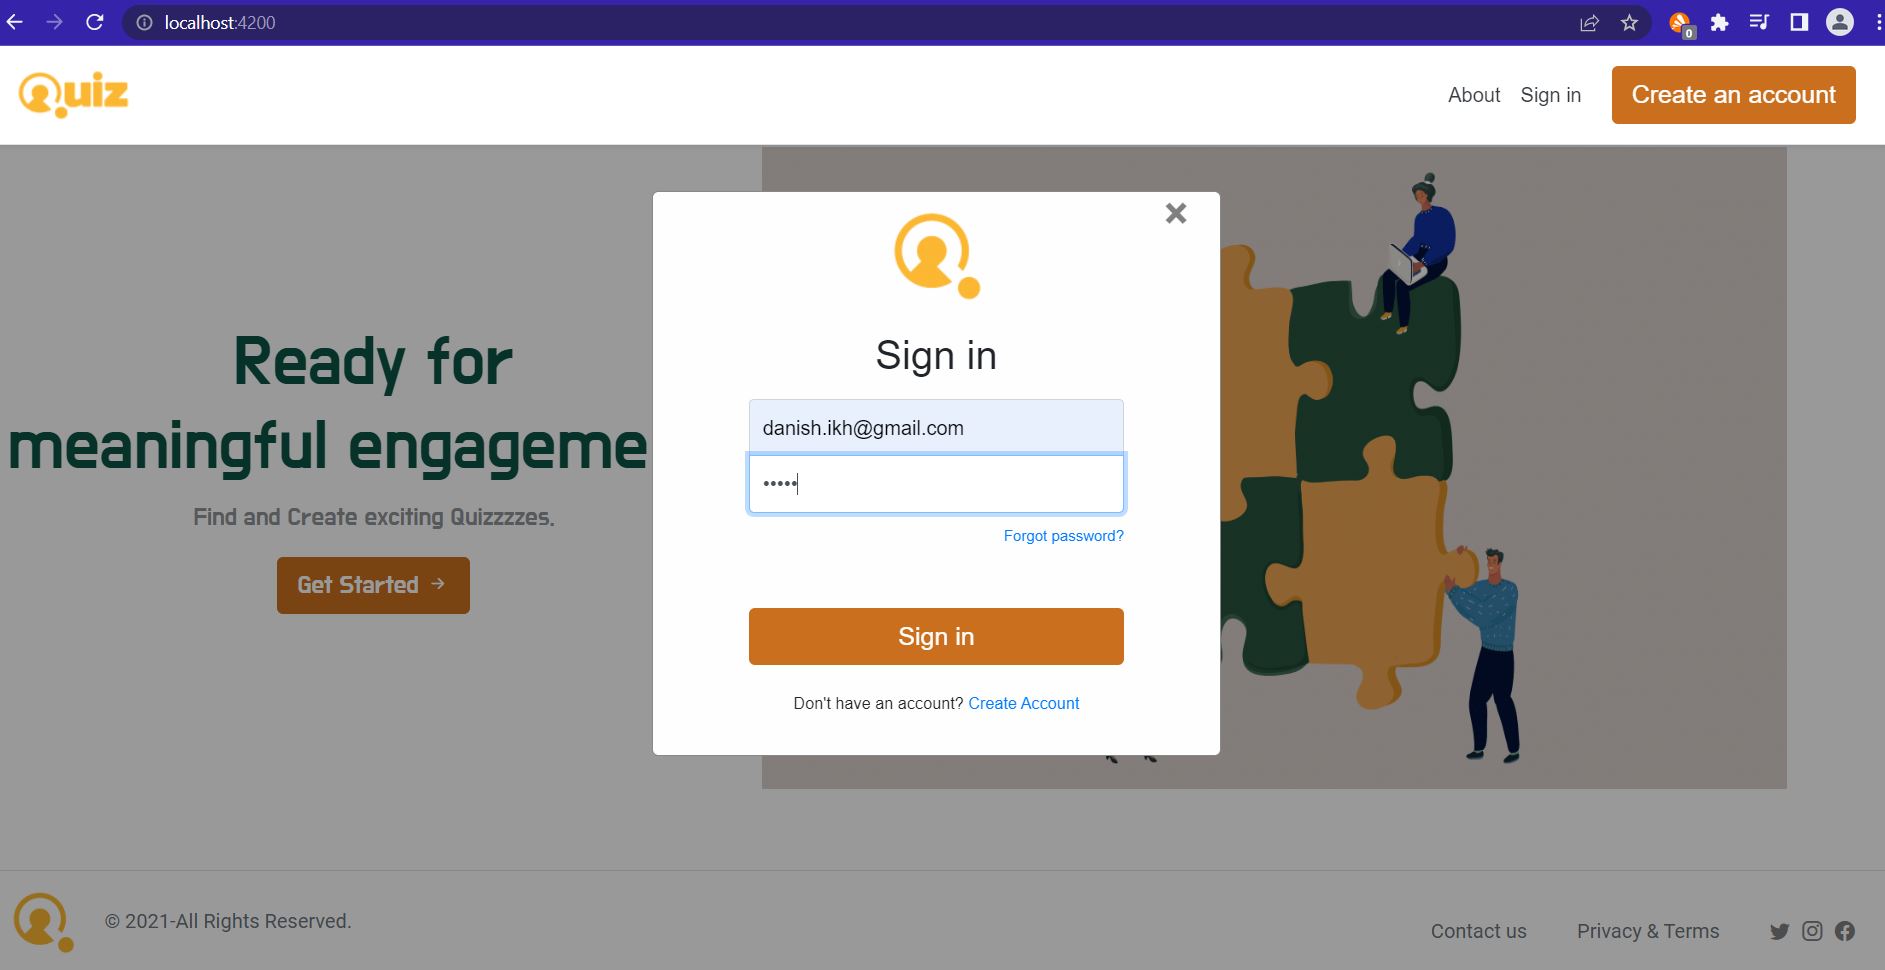 localhost:4200
0
Quiz
About Sign in Create an account
Ready for
meaningful engageme
Find and Create exciting Quizzzzes.
Get Started →
Sign in
danish.ikh@gmail.com
•••••
Forgot password?
Sign in
Don't have an account? Create Account
© 2021-All Rights Reserved.
Contact us Privacy & Terms